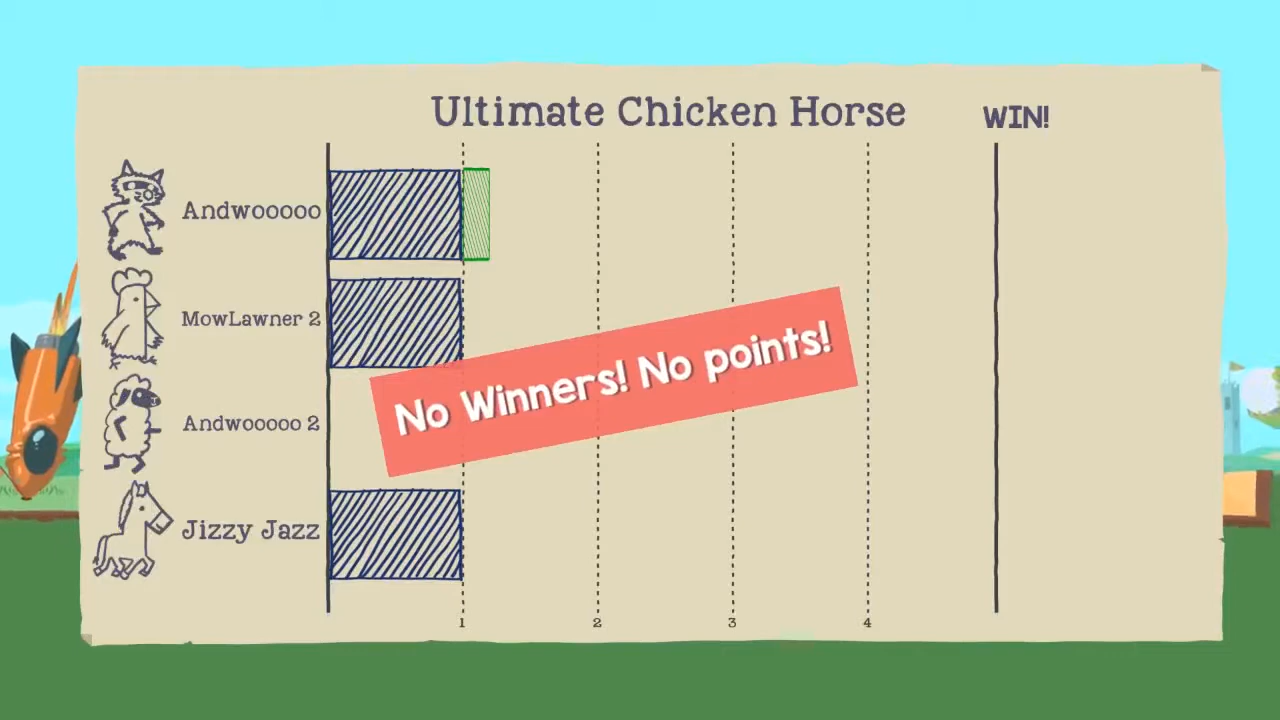 Ultimate Chicken Horse
WIN!
Andwooooo
MowLawner 2
No Winners! No points!
Andwooooo 2
Jizzy Jazz
1 2 3 4